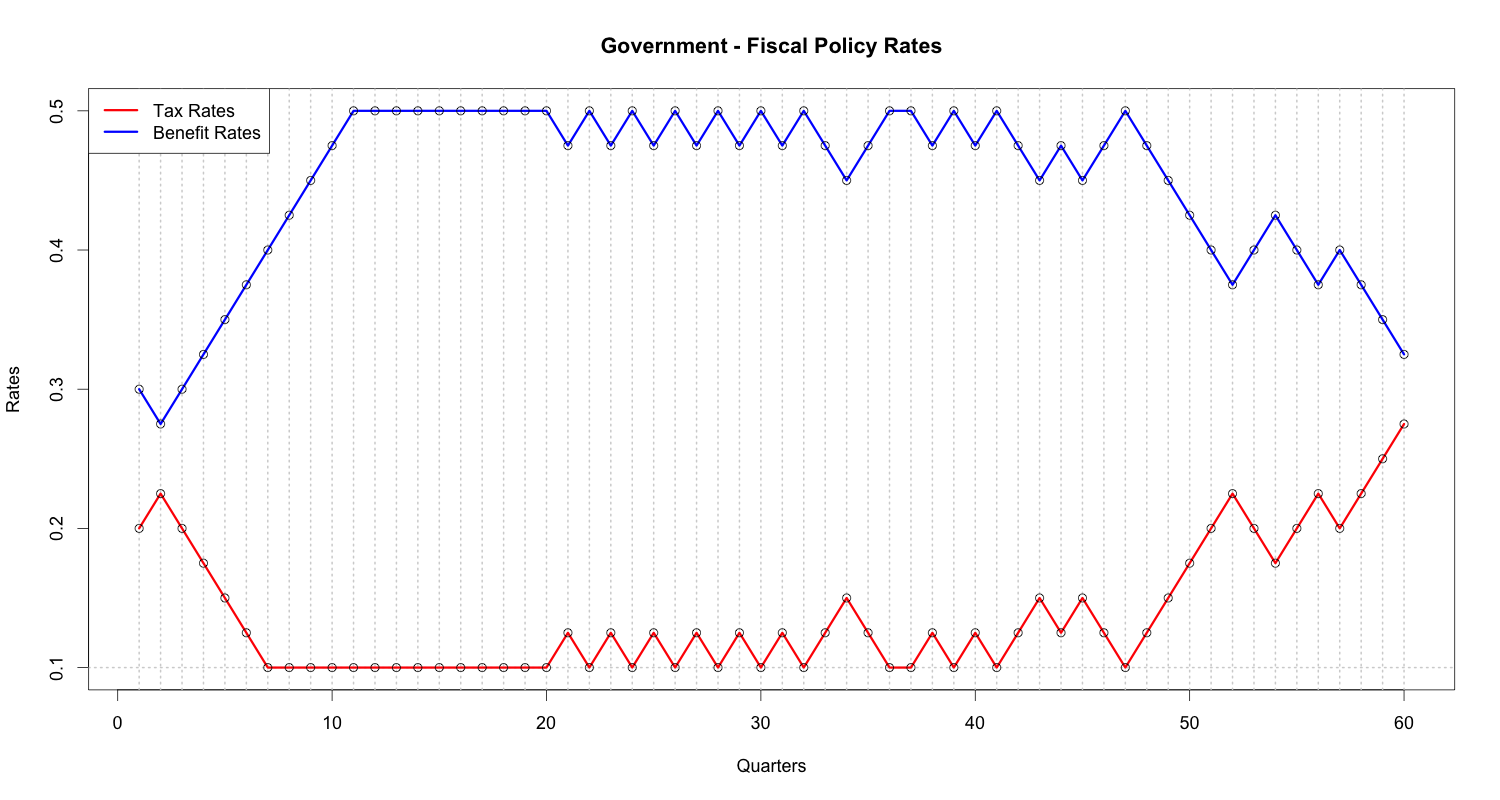 Government - Fiscal Policy Rates
Tax Rates
Benefit Rates
Rates
0.5
0.4
0.3
0.2
0.1
0 10 20 30 40 50 60
Quarters